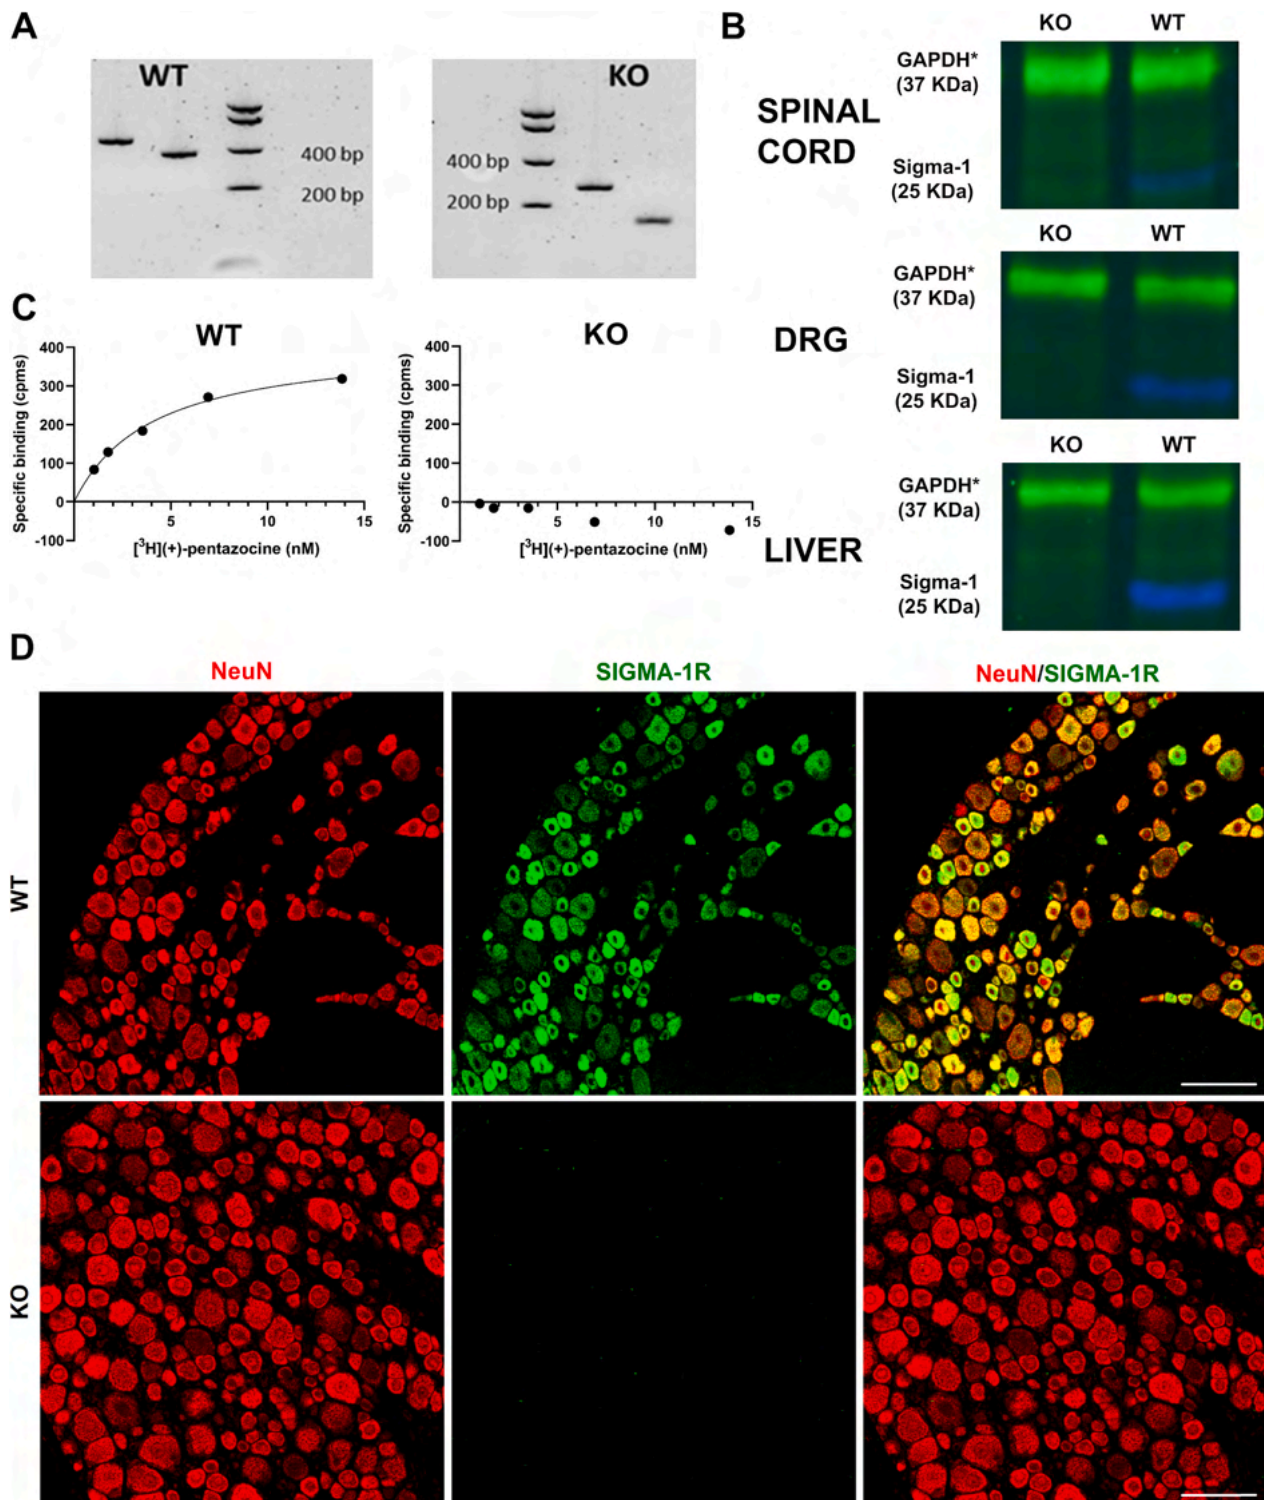 A
WT
400 bp
200 bp
KO
400 bp
200 bp
B
SPINAL
CORD
KO WT
GAPDH*
(37 KDa)
Sigma-1
(25 KDa)
DRG
KO WT
GAPDH*
(37 KDa)
Sigma-1
(25 KDa)
LIVER
KO WT
GAPDH*
(37 KDa)
Sigma-1
(25 KDa)
C
WT
Specific binding (cpms)
400
300
200
100
0
-100
5 10 15
[³H](+)-pentazocine (nM)
KO
Specific binding (cpms)
400
300
200
100
0
-100
5 10 15
[³H](+)-pentazocine (nM)
D
NeuN SIGMA-1R NeuN/SIGMA-1R
WT
KO